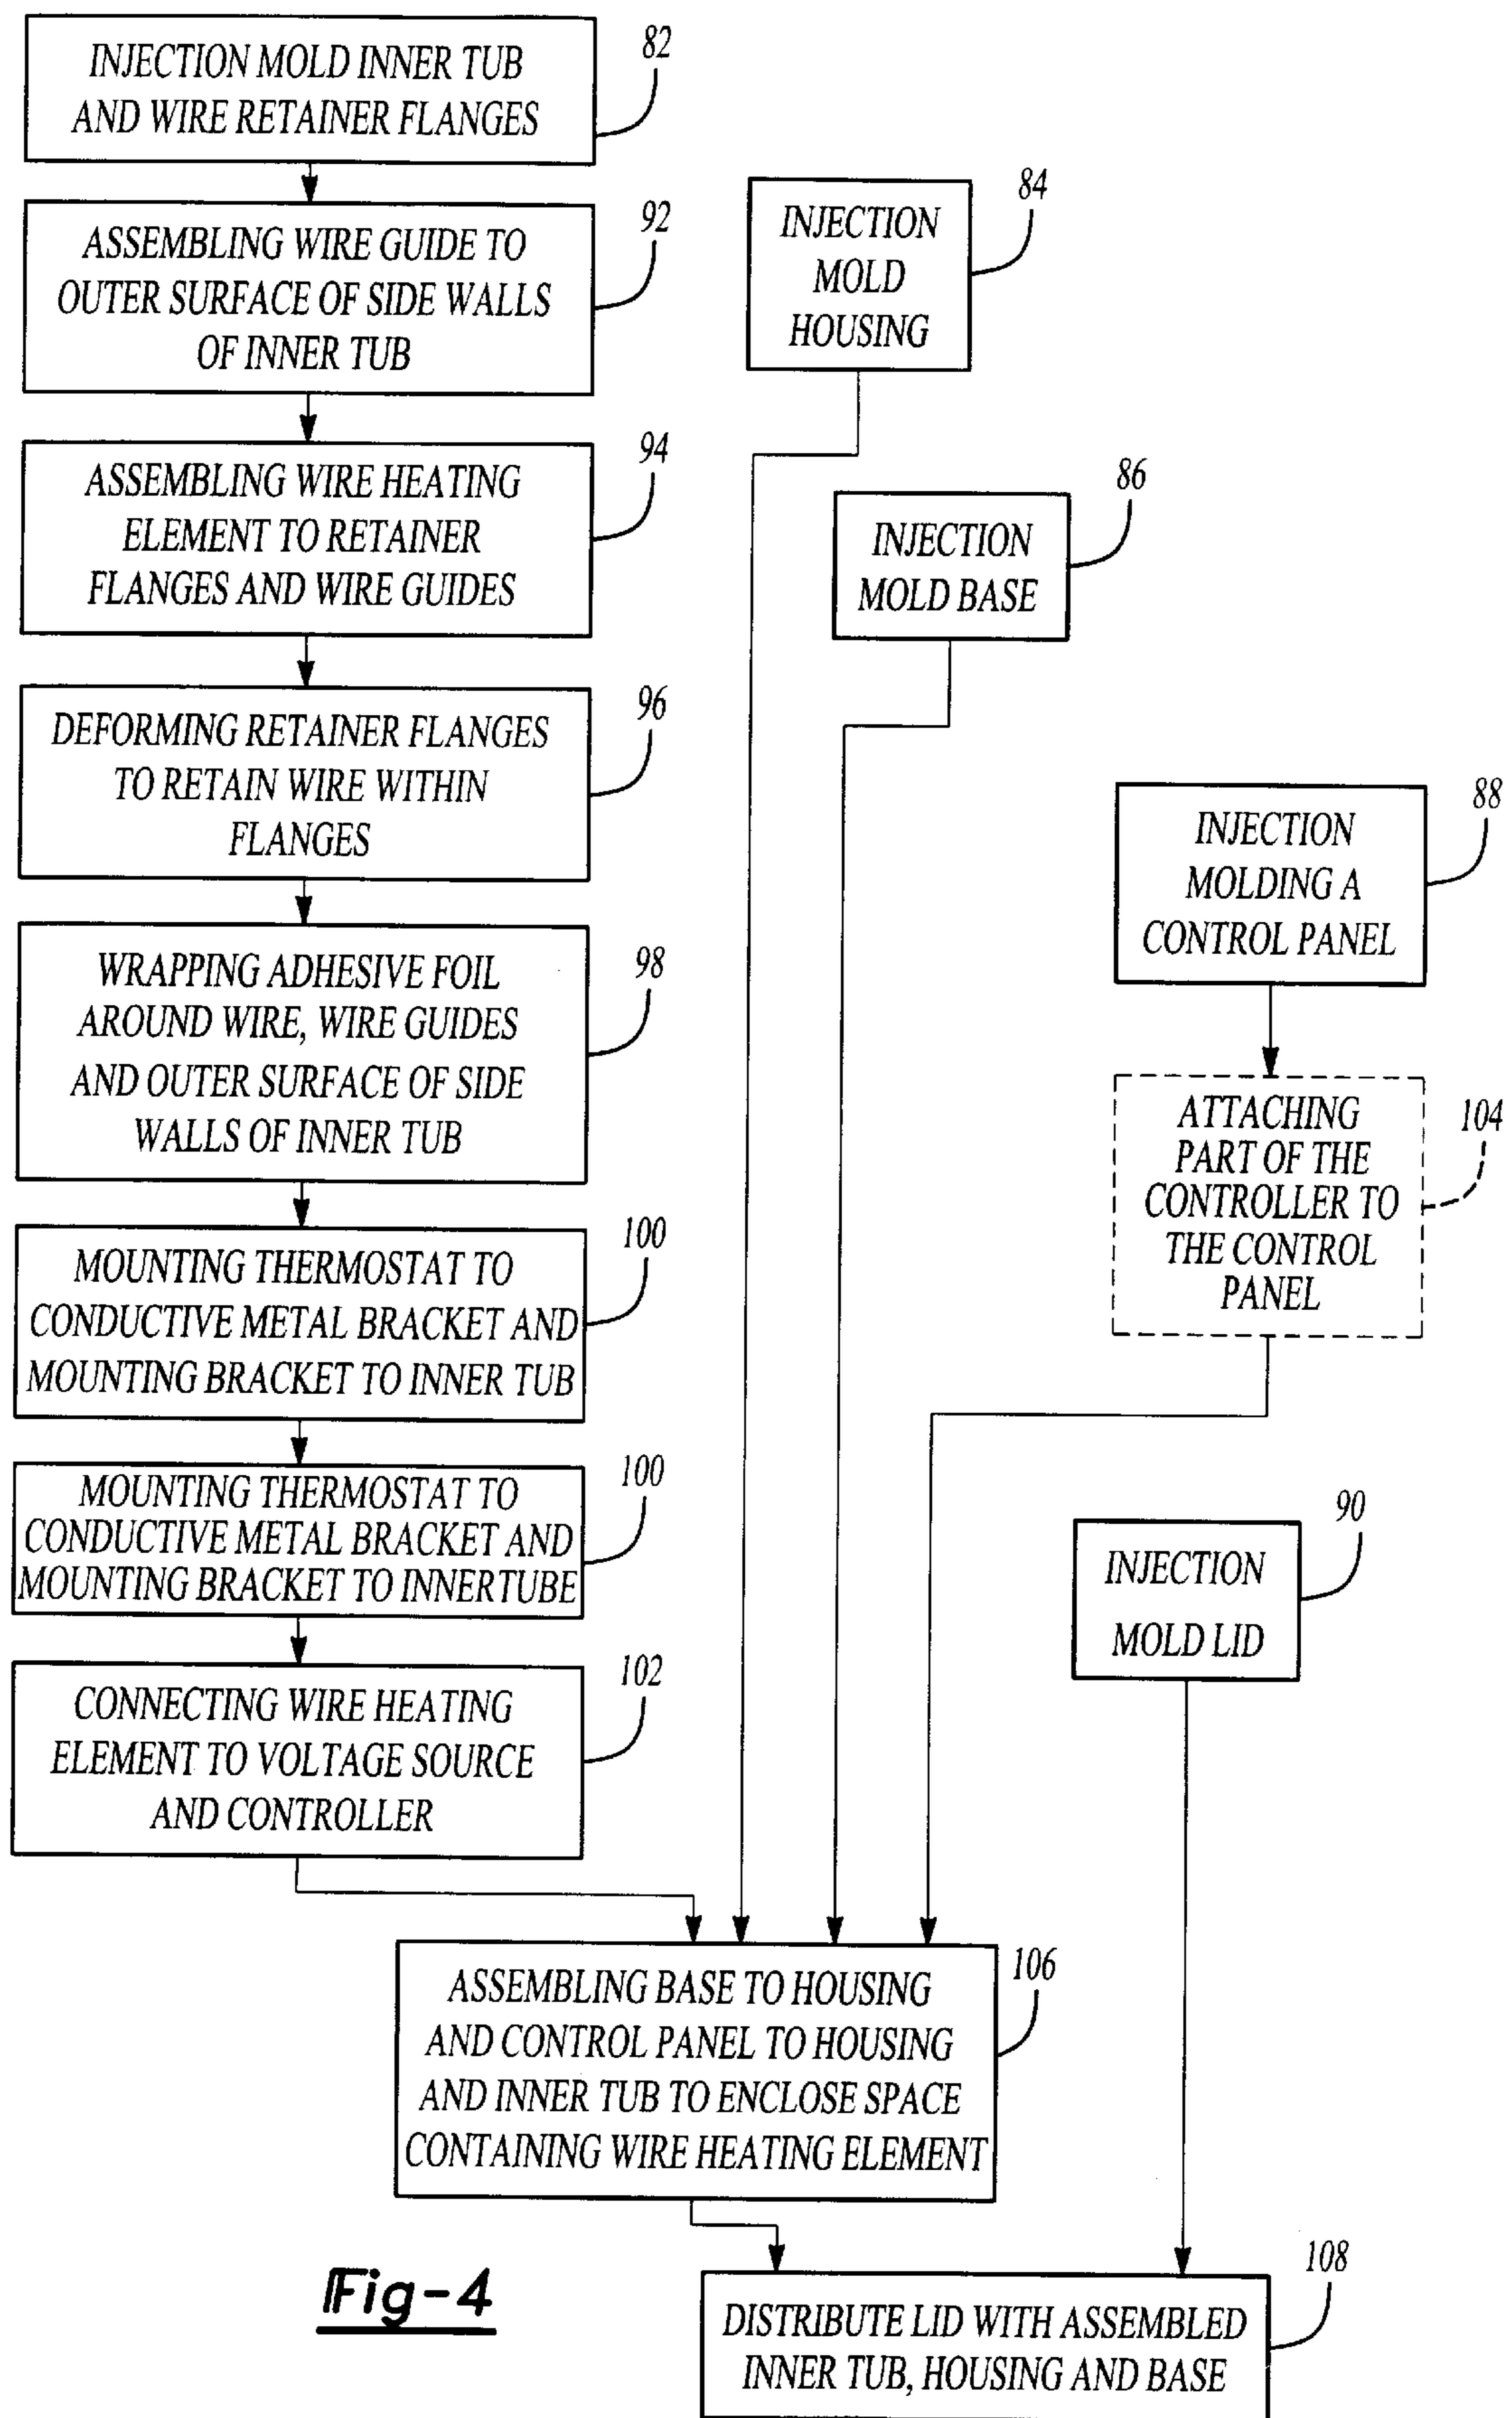 INJECTION MOLD INNER TUB
AND WIRE RETAINER FLANGES
82
ASSEMBLING WIRE GUIDE TO
OUTER SURFACE OF SIDE WALLS
OF INNER TUB
92
ASSEMBLING WIRE HEATING
ELEMENT TO RETAINER
FLANGES AND WIRE GUIDES
94
DEFORMING RETAINER FLANGES
TO RETAIN WIRE WITHIN
FLANGES
96
WRAPPING ADHESIVE FOIL
AROUND WIRE, WIRE GUIDES
AND OUTER SURFACE OF SIDE
WALLS OF INNER TUB
98
MOUNTING THERMOSTAT TO
CONDUCTIVE METAL BRACKET AND
MOUNTING BRACKET TO INNER TUB
100
MOUNTING THERMOSTAT TO
CONDUCTIVE METAL BRACKET AND
MOUNTING BRACKET TO INNERTUBE
100
CONNECTING WIRE HEATING
ELEMENT TO VOLTAGE SOURCE
AND CONTROLLER
102
INJECTION
MOLD
HOUSING
84
INJECTION
MOLD BASE
86
INJECTION
MOLDING A
CONTROL PANEL
88
ATTACHING
PART OF THE
CONTROLLER TO
THE CONTROL
PANEL
104
INJECTION
MOLD LID
90
ASSEMBLING BASE TO HOUSING
AND CONTROL PANEL TO HOUSING
AND INNER TUB TO ENCLOSE SPACE
CONTAINING WIRE HEATING ELEMENT
106
DISTRIBUTE LID WITH ASSEMBLED
INNER TUB, HOUSING AND BASE
108
Fig-4